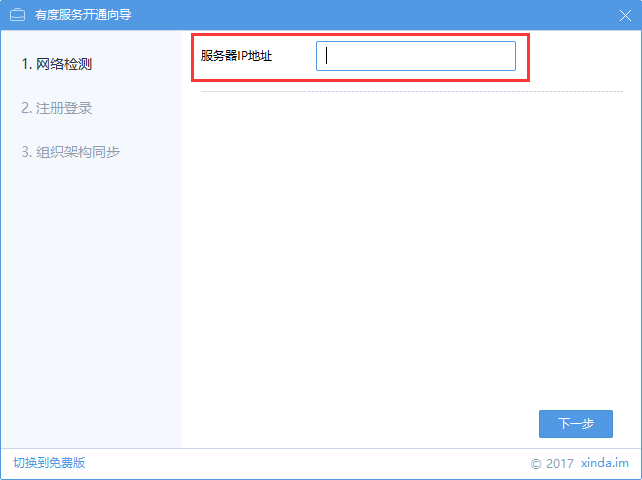 有度服务开通向导
1. 网络检测
2. 注册登录
3. 组织架构同步
服务器IP地址
下一步
切换到免费版
© 2017 xinda.im